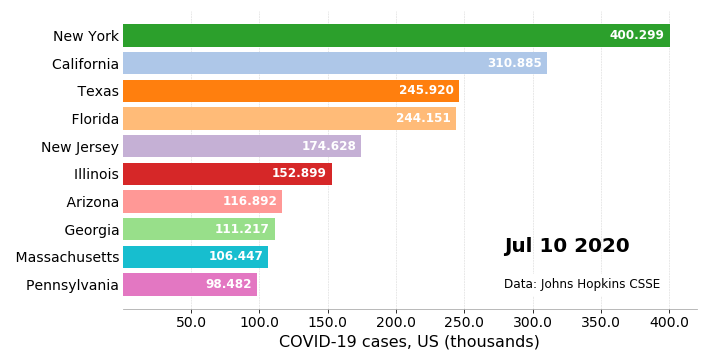 New York 400.299
California 310.885
Texas 245.920
Florida 244.151
New Jersey 174.628
Illinois 152.899
Arizona 116.892
Georgia 111.217
Massachusetts 106.447
Pennsylvania 98.482
Jul 10 2020
Data: Johns Hopkins CSSE
50.0 100.0 150.0 200.0 250.0 300.0 350.0 400.0
COVID-19 cases, US (thousands)